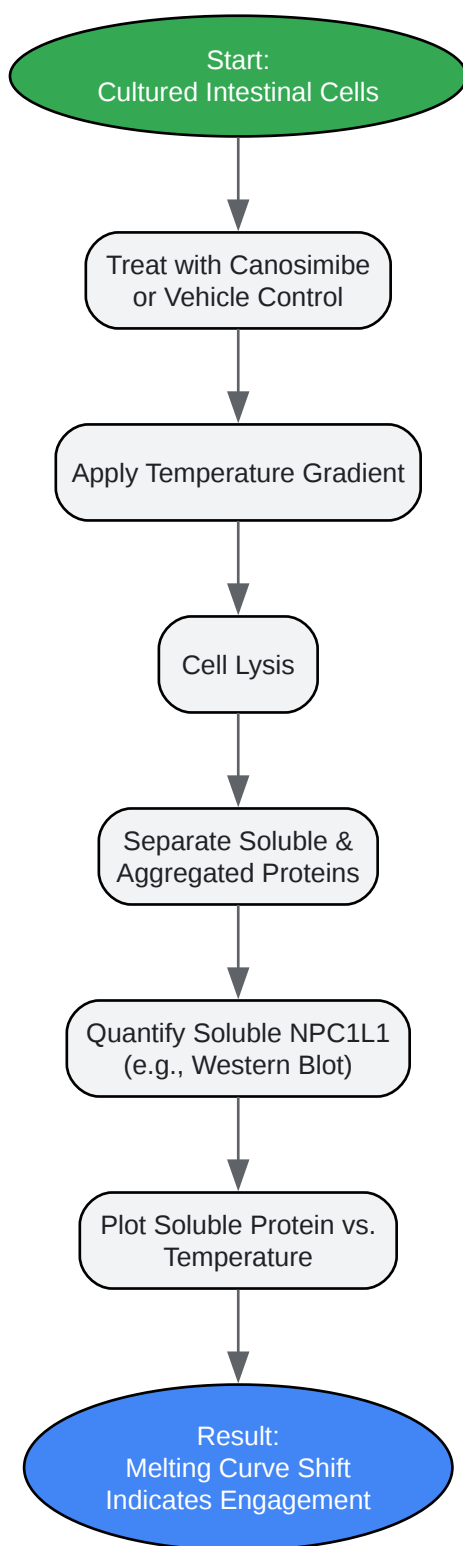 Start:
Cultured Intestinal Cells
Treat with Canosimibe
or Vehicle Control
Apply Temperature Gradient
Cell Lysis
Separate Soluble &
Aggregated Proteins
Quantify Soluble NPC1L1
(e.g., Western Blot)
Plot Soluble Protein vs.
Temperature
Result:
Melting Curve Shift
Indicates Engagement